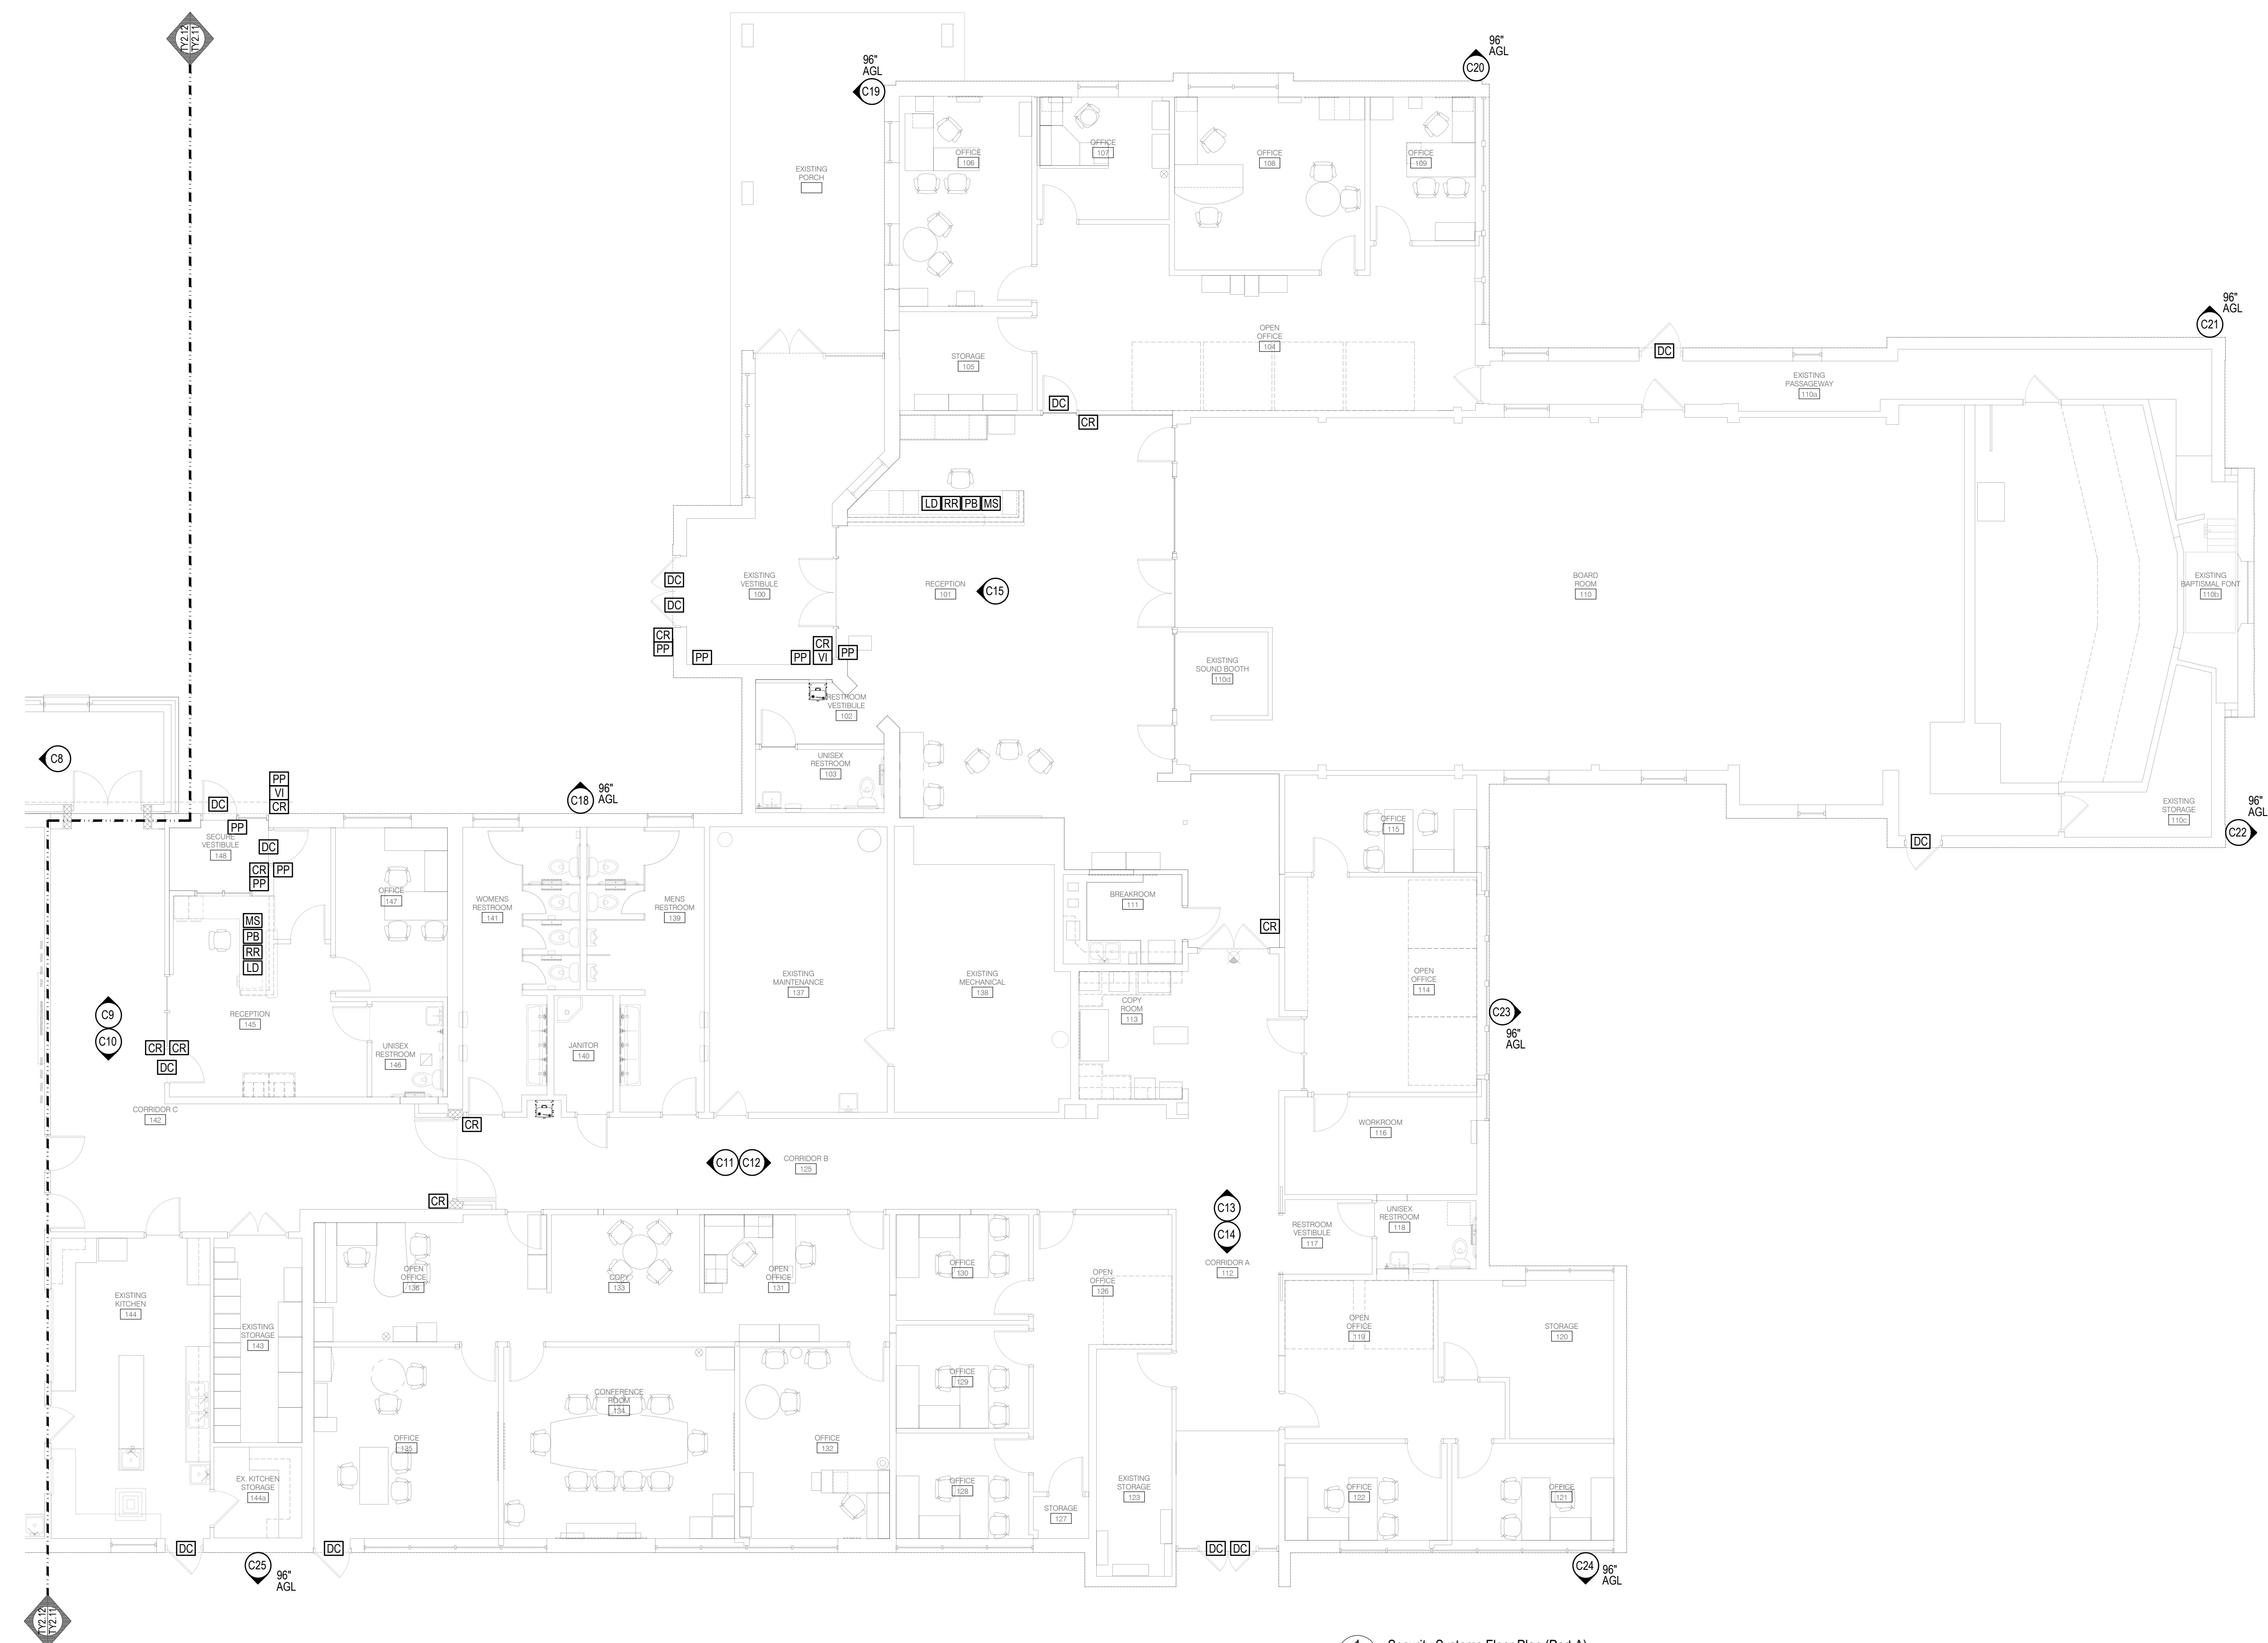 TY2.12
TY2.11
96"
AGL
C19
96"
AGL
C20
OFFICE
106
OFFICE
107
OFFICE
108
OFFICE
109
EXISTING
PORCH
96"
AGL
C21
OPEN
OFFICE
104
STORAGE
105
DC
EXISTING
PASSAGEWAY
110a
DC
CR
LD RR PB MS
EXISTING
VESTIBULE
100
RECEPTION
101
C15
BOARD
ROOM
110
EXISTING
BAPTISMAL FONT
110b
DC
DC
CR
PP
PP
PP
CR
VI
PP
EXISTING
SOUND BOOTH
110d
RESTROOM
VESTIBULE
102
UNISEX
RESTROOM
103
C8
PP
VI
CR
DC
PP
C18
96"
AGL
EXISTING
STORAGE
110c
96"
AGL
C22
DC
SECURE
VESTIBULE
148
DC
CR PP
PP
OFFICE
115
OFFICE
147
WOMENS
RESTROOM
141
MENS
RESTROOM
139
BREAKROOM
111
MS
PB
RR
LD
CR
EXISTING
MAINTENANCE
137
EXISTING
MECHANICAL
138
OPEN
OFFICE
114
C9
C10
RECEPTION
145
COPY
ROOM
113
C23
96"
AGL
CR CR
DC
UNISEX
RESTROOM
146
JANITOR
140
CORRIDOR C
142
CR
WORKROOM
116
C11 C12
CORRIDOR B
125
CR
C13
C14
CORRIDOR A
112
RESTROOM
VESTIBULE
117
UNISEX
RESTROOM
118
EXISTING
KITCHEN
144
EXISTING
STORAGE
143
OPEN
OFFICE
136
COPY
133
OPEN
OFFICE
131
OFFICE
130
OPEN
OFFICE
126
OPEN
OFFICE
119
STORAGE
120
OFFICE
129
CONFERENCE
ROOM
134
OFFICE
135
OFFICE
132
EX. KITCHEN
STORAGE
144a
OFFICE
128
EXISTING
STORAGE
123
STORAGE
127
OFFICE
122
OFFICE
121
DC
DC
DC DC
C25
96"
AGL
C24
96"
AGL
TY2.12
TY2.11
1
Security Systems Floor Plan (Part A)